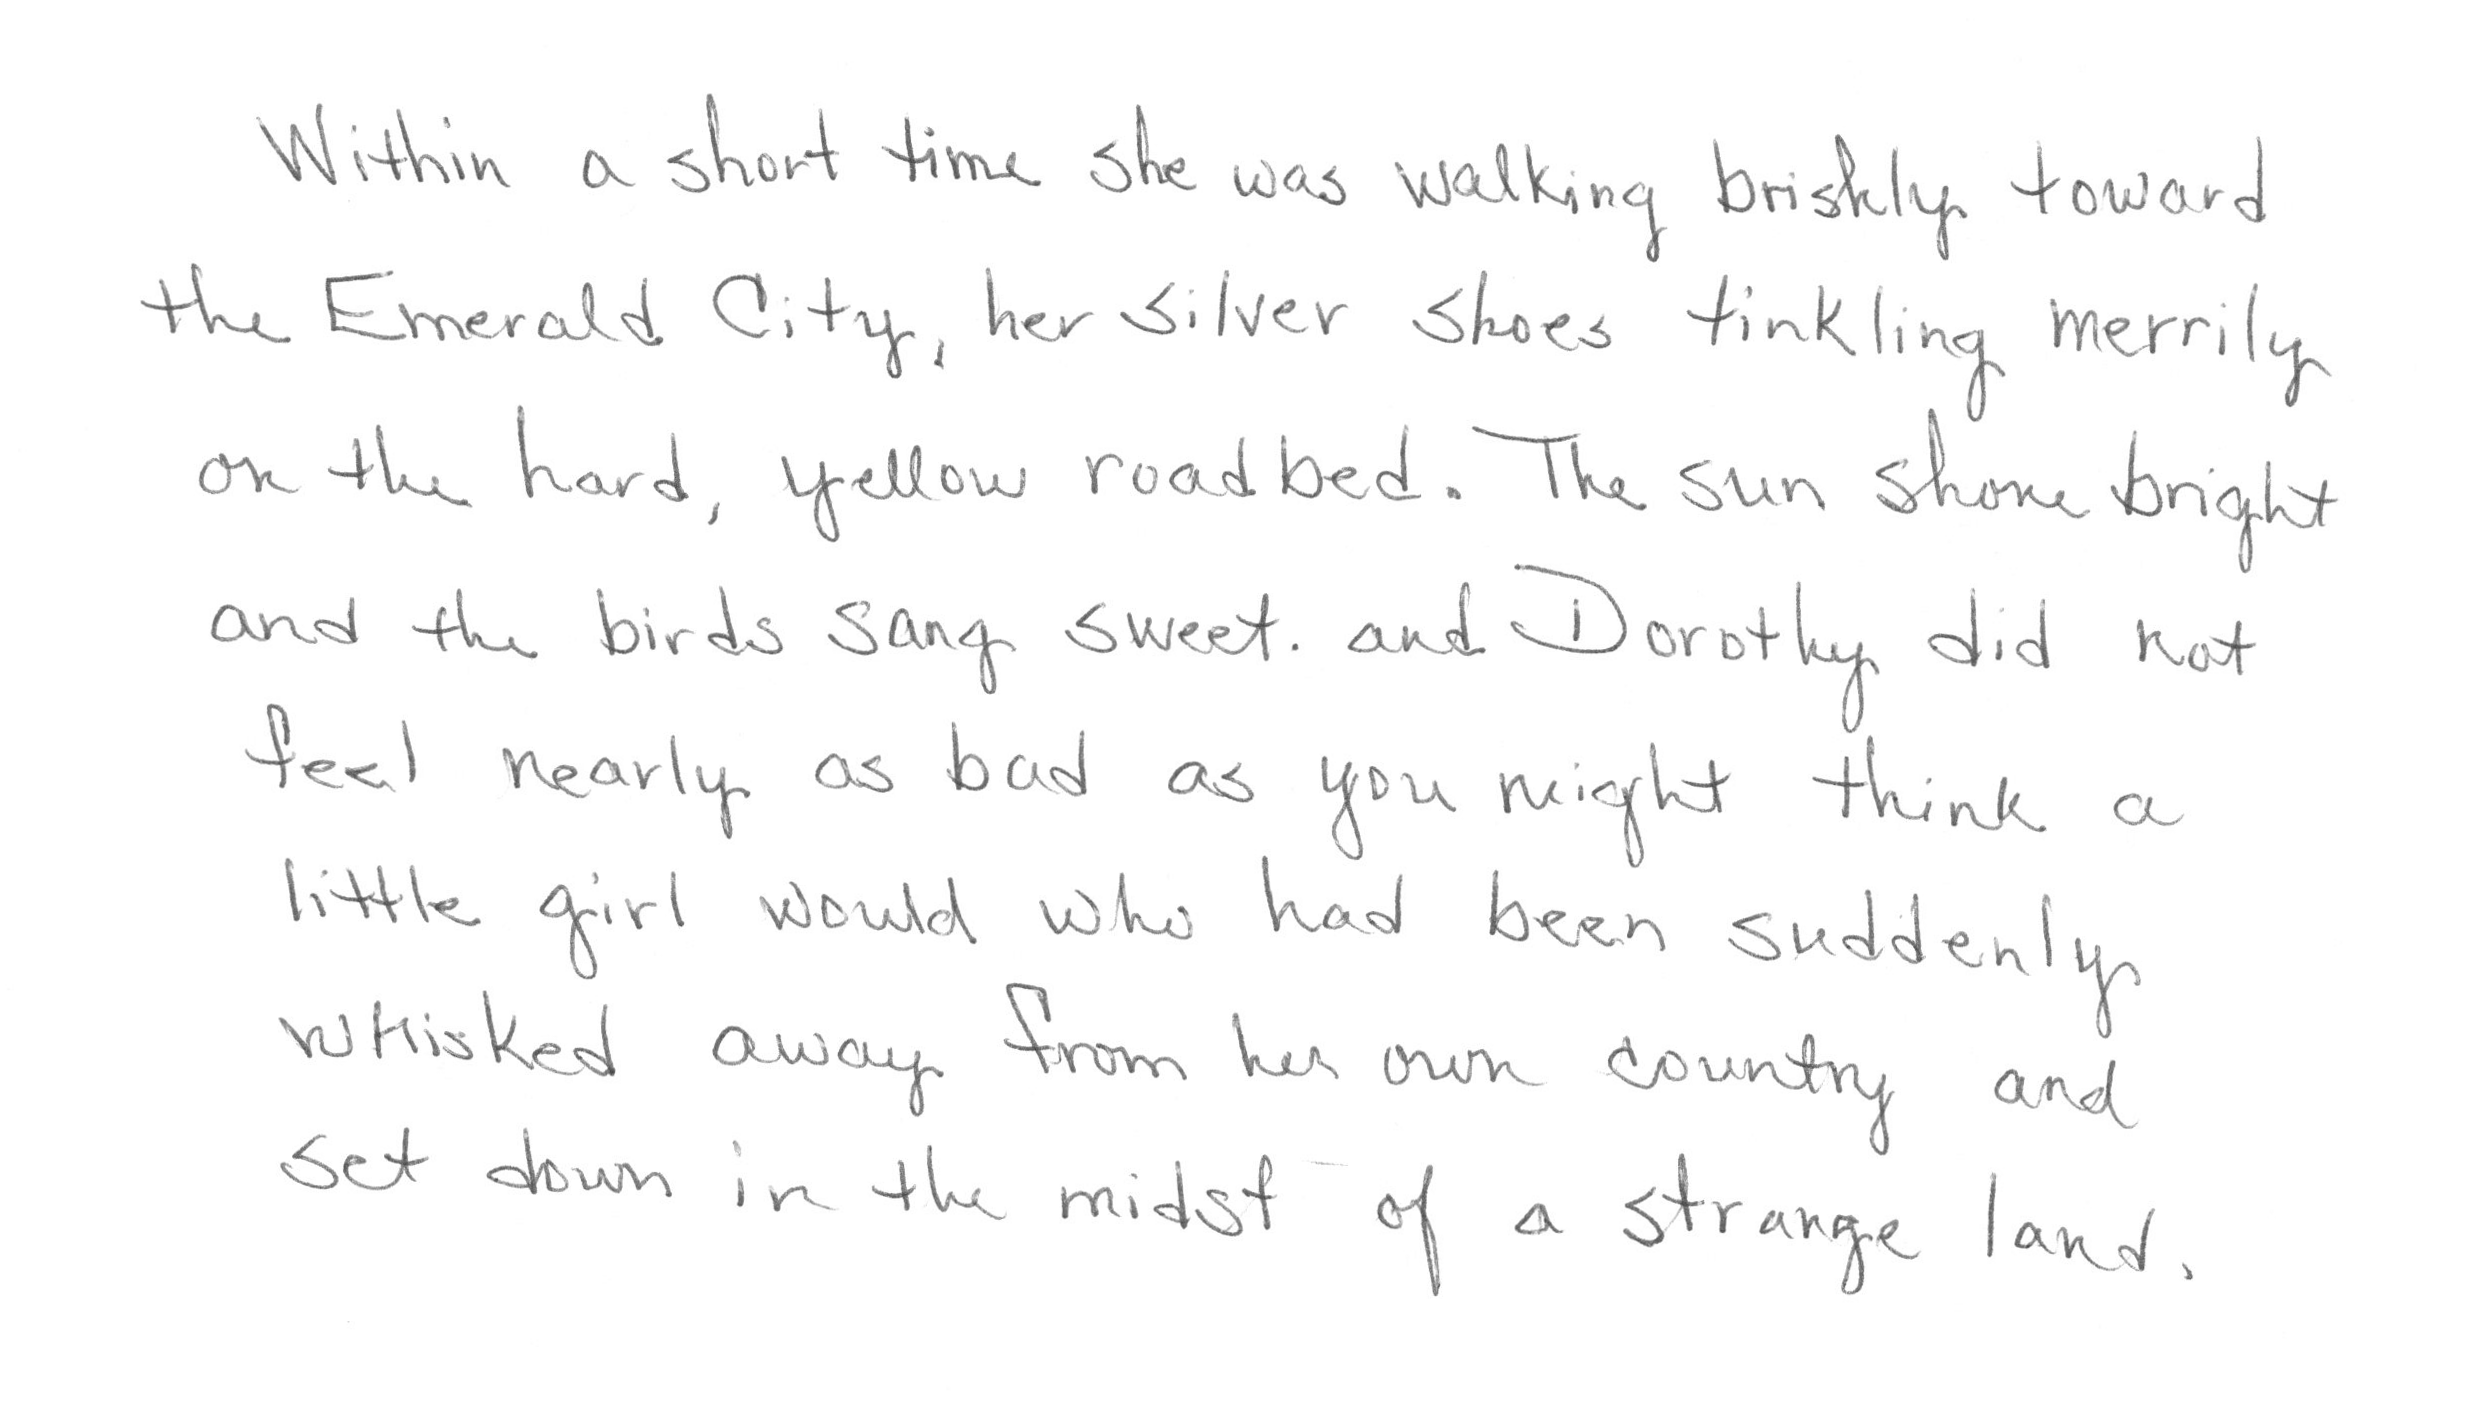 Within a short time she was walking briskly toward
the Emerald City, her silver shoes tinkling merrily
on the hard, yellow roadbed. The sun shone bright
and the birds sang sweet. and Dorothy did not
feel nearly as bad as you might think a
little girl would who had been suddenly
whisked away from her own country and
set down in the midst of a strange land.